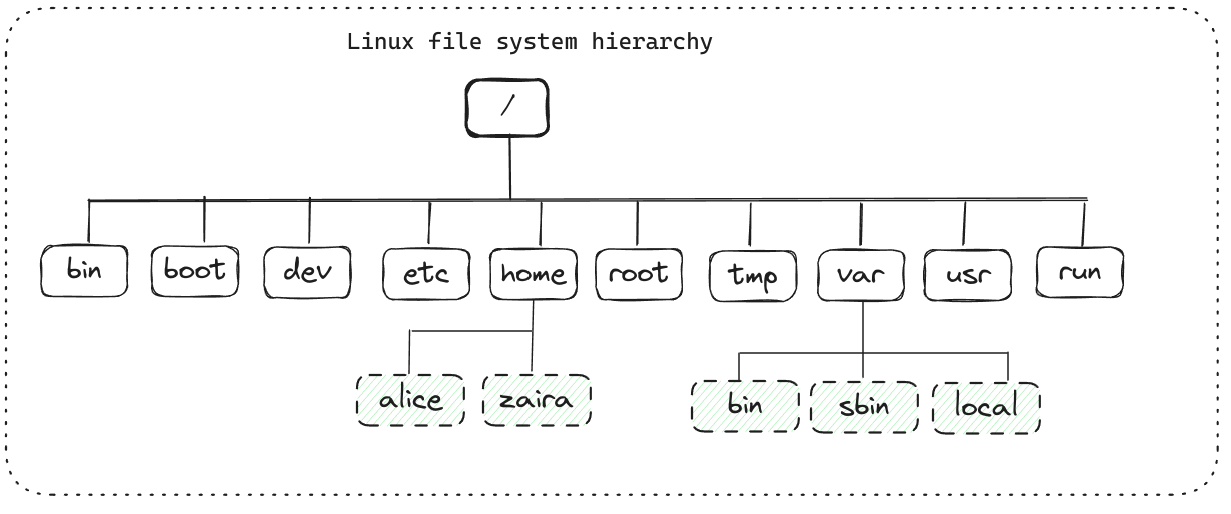 Linux file system hierarchy
/
bin boot dev etc home root tmp var usr run
alice zaira bin sbin local